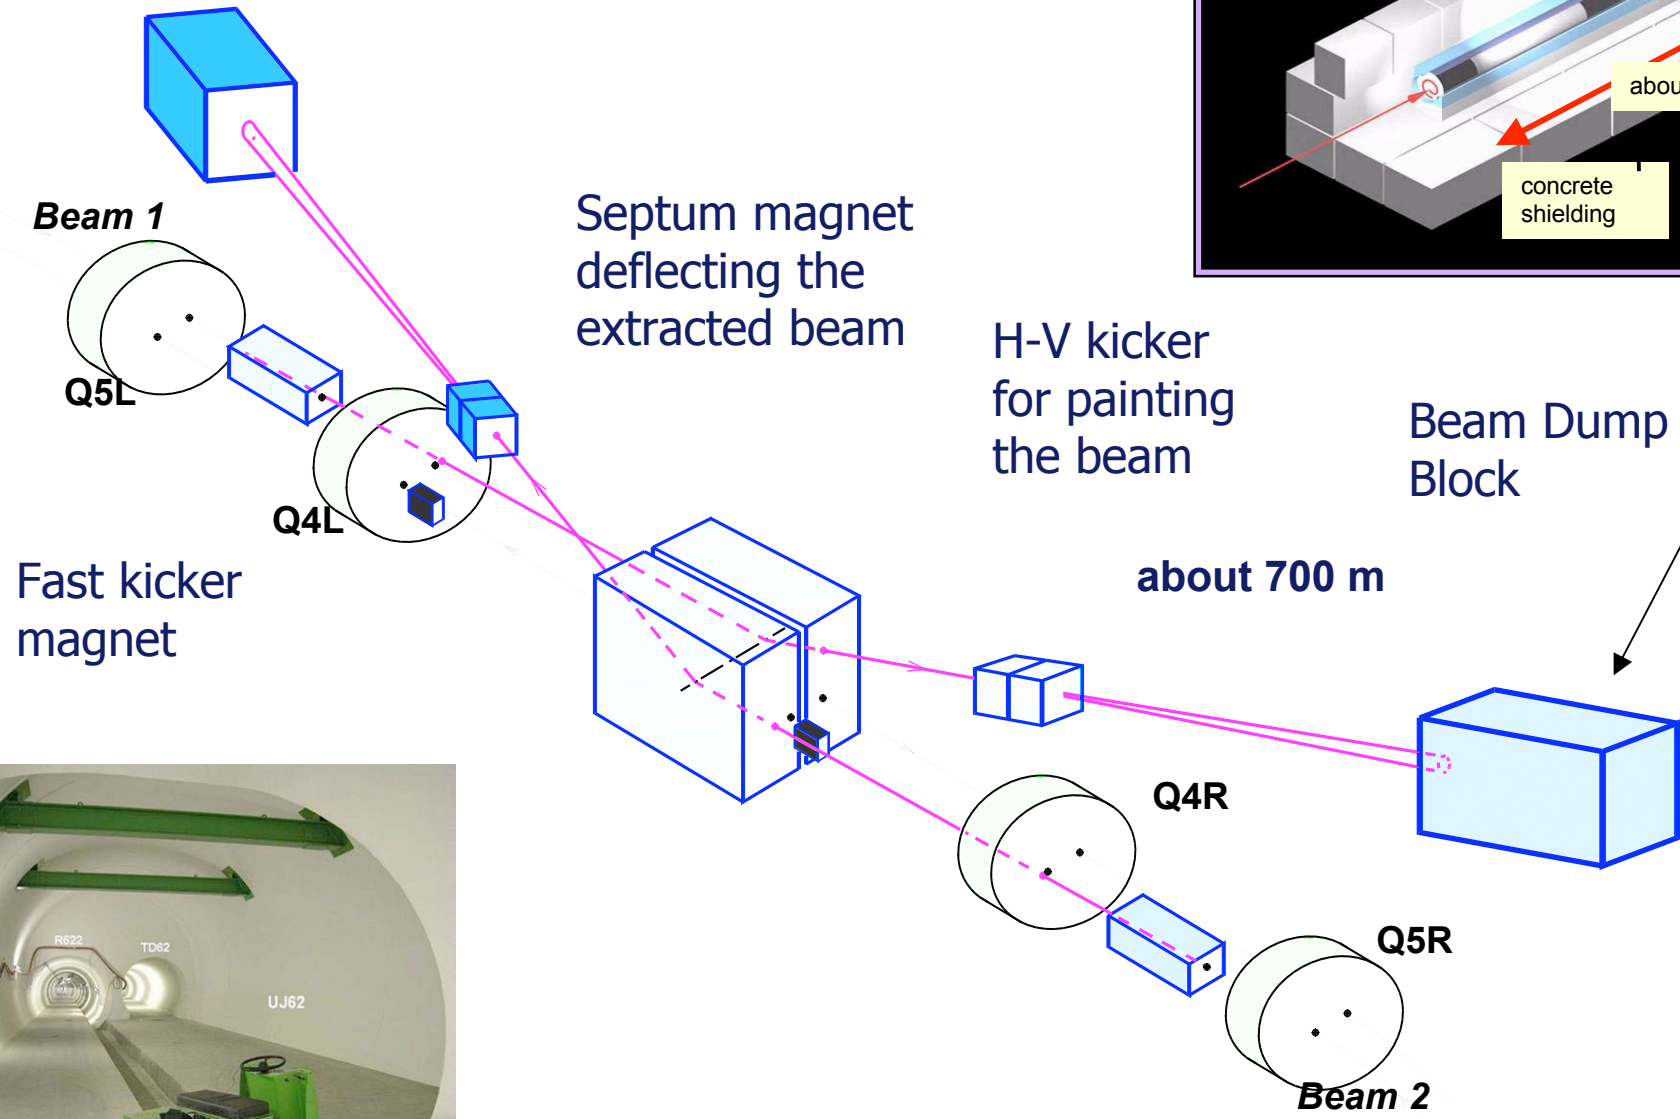 abou
concrete
shielding
Beam 1
Septum magnet
deflecting the
extracted beam
H-V kicker
for painting
the beam
Q5L
Beam Dump
Block
Q4L
Fast kicker
magnet
about 700 m
Q4R
Q5R
R622
TD62
UJ62
Beam 2